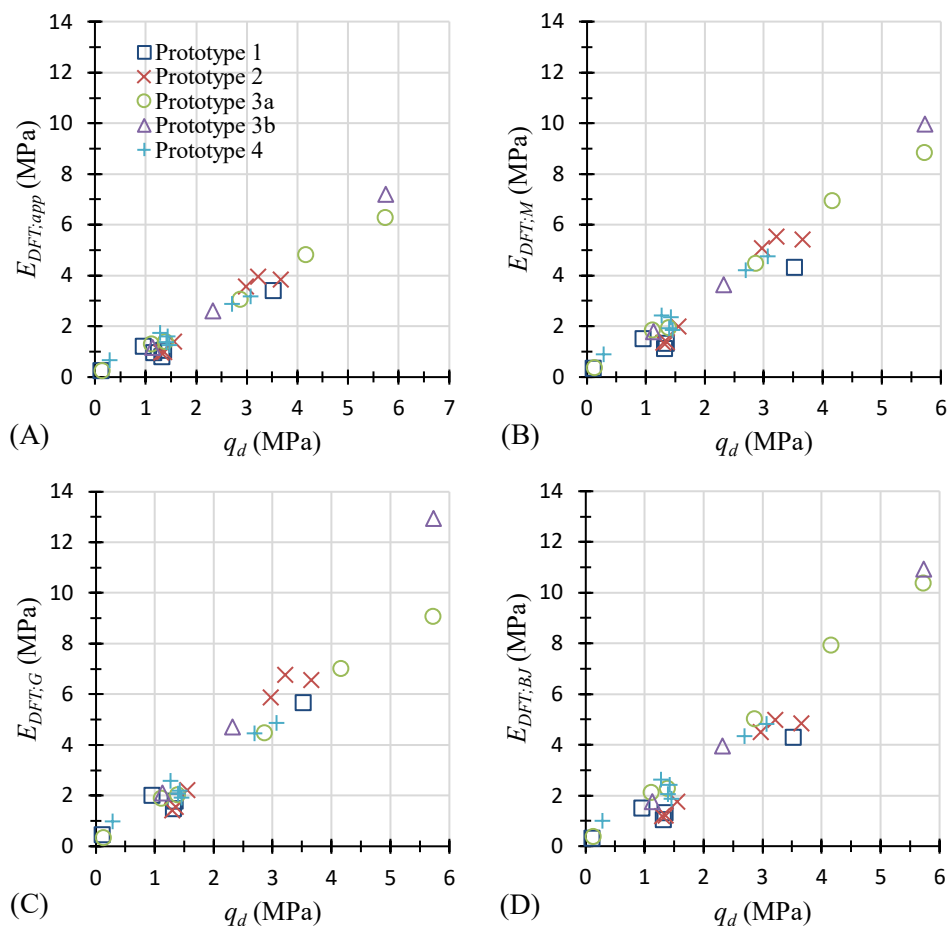 14
12
10
8
6
4
2
0
E_DFT;app (MPa)
Prototype 1
Prototype 2
Prototype 3a
Prototype 3b
Prototype 4
0 1 2 3 4 5 6 7
(A) q_d (MPa)
14
12
10
8
6
4
2
0
E_DFT;M (MPa)
0 1 2 3 4 5 6
(B) q_d (MPa)
14
12
10
8
6
4
2
0
E_DFT;G (MPa)
0 1 2 3 4 5 6
(C) q_d (MPa)
14
12
10
8
6
4
2
0
E_DFT;BJ (MPa)
0 1 2 3 4 5 6
(D) q_d (MPa)